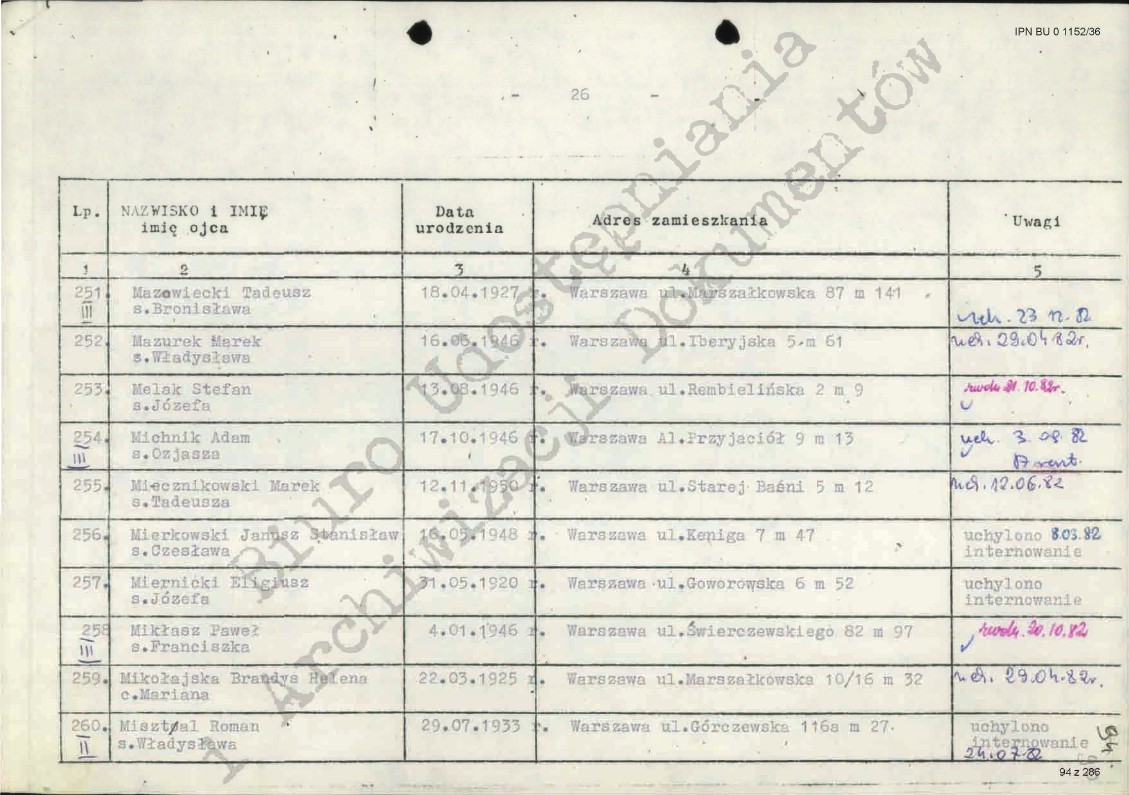 IPN BU 0 1152/36
- 26 -
Lp. NAZWISKO i IMIĘ imię ojca Data urodzenia Adres zamieszkania Uwagi
1 2 3 4 5
251. Mazowiecki Tadeusz 18.04.1927 r. Warszawa ul.Marszałkowska 87 m 141
III s.Bronisława uch. 23 12. 82
252. Mazurek Marek 16.06.1946 r. Warszawa ul.Iberyjska 5 m 61 uch. 29.04.82r.
s.Władysława
253. Melak Stefan 13.08.1946 r. Warszawa ul.Rembielińska 2 m 9 21.10.82r.
s.Józefa
254. Michnik Adam 17.10.1946 r. Warszawa Al.Przyjaciół 9 m 13 uch. 3. 09. 82
III s.Ozjasza
255. Miecznikowski Marek 12.11.1950 r. Warszawa ul.Starej Baśni 5 m 12 uch. 12.06.82
s.Tadeusza
256. Mierkowski Janusz Stanisław 16.05.1948 r. Warszawa ul.Keniga 7 m 47 uchylono 8.03.82
s.Czesława internowanie
257. Miernicki Eligiusz 31.05.1920 r. Warszawa ul.Goworowska 6 m 52 uchylono
s.Józefa internowanie
258 Mikłasz Paweł 4.01.1946 r. Warszawa ul.Świerczewskiego 82 m 97 20.10.82
III s.Franciszka
259. Mikołajska Brandys Helena 22.03.1925 r. Warszawa ul.Marszałkowska 10/16 m 32 uch. 29.04.82r.
c.Mariana
260. Misztal Roman 29.07.1933 r. Warszawa ul.Górczewska 116a m 27. uchylono
II s.Władysława internowanie
24.07.82
94
94 z 286
Biuro Udostępniania
i Archiwizacji Dokumentów